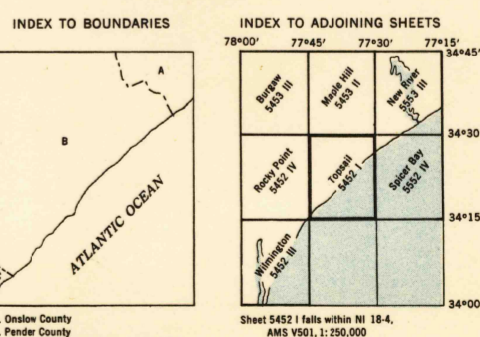 INDEX TO BOUNDARIES
A
B
ATLANTIC OCEAN
Onslow County
Pender County
INDEX TO ADJOINING SHEETS
78°00' 77°45' 77°30' 77°15'
34°45'
Burgaw
5453 III
Maple Hill
5453 II
New River
5553 III
34°30'
Rocky Point
5452 IV
Topsail
5452 I
Spicer Bay
5552 IV
34°15'
Wilmington
5452 III
34°00'
Sheet 5452 I falls within NI 18-4,
AMS V501, 1:250,000